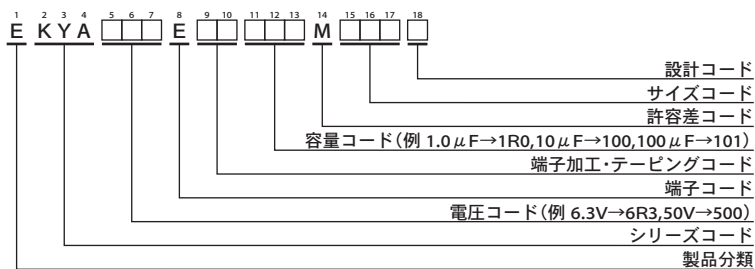 1 2 3 4 5 6 7 8 9 10 11 12 13 14 15 16 17 18
E K Y A □□□ E □□ □□□ M □□□ □
設計コード
サイズコード
許容差コード
容量コード(例 1.0μF→1R0,10μF→100,100μF→101)
端子加工・テーピングコード
端子コード
電圧コード(例 6.3V→6R3,50V→500)
シリーズコード
製品分類